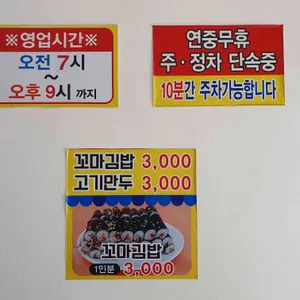 ※영업시간※
오전 7시
~
오후 9시 까지
연중무휴
주·정차 단속중
10분간 주차가능합니다
꼬마김밥 3,000
고기만두 3,000
꼬마김밥
1인분 3,000